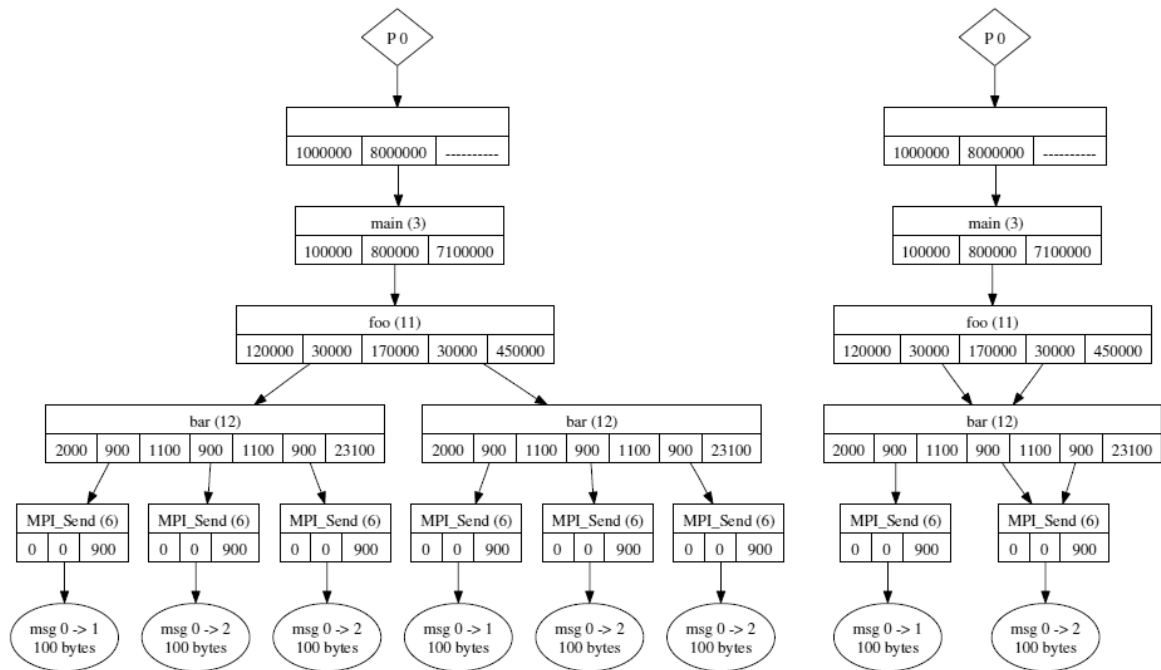 P 0
P 0
1000000 8000000 ----------
1000000 8000000 ----------
main (3)
main (3)
100000 800000 7100000
100000 800000 7100000
foo (11)
foo (11)
120000 30000 170000 30000 450000
120000 30000 170000 30000 450000
bar (12)
bar (12)
bar (12)
2000 900 1100 900 1100 900 23100
2000 900 1100 900 1100 900 23100
2000 900 1100 900 1100 900 23100
MPI_Send (6)
MPI_Send (6)
MPI_Send (6)
MPI_Send (6)
MPI_Send (6)
MPI_Send (6)
MPI_Send (6)
MPI_Send (6)
0 0 900
0 0 900
0 0 900
0 0 900
0 0 900
0 0 900
0 0 900
0 0 900
msg 0 -> 1
100 bytes
msg 0 -> 2
100 bytes
msg 0 -> 2
100 bytes
msg 0 -> 1
100 bytes
msg 0 -> 2
100 bytes
msg 0 -> 2
100 bytes
msg 0 -> 1
100 bytes
msg 0 -> 2
100 bytes